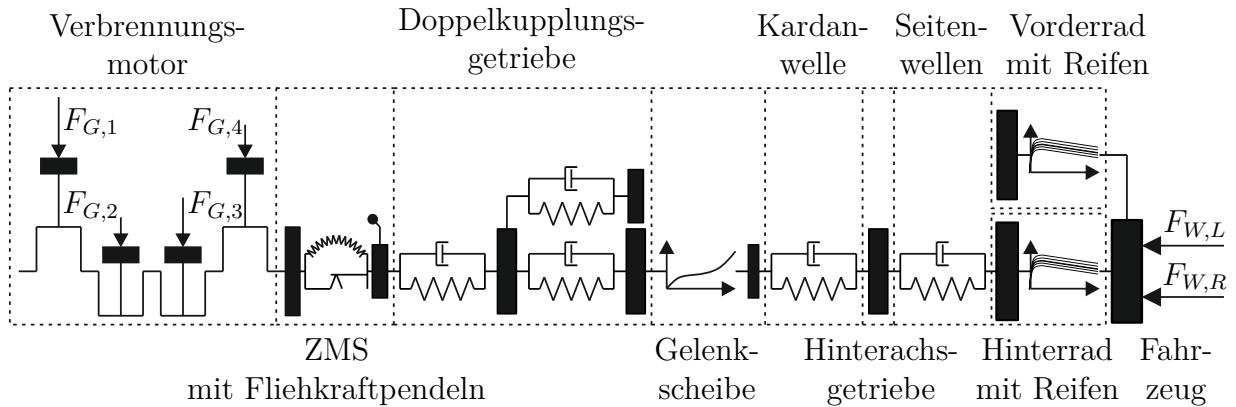 Verbrennungs-
motor
Doppelkupplungs-
getriebe
Kardan-
welle
Seiten-
wellen
Vorderrad
mit Reifen
F_{G,1}
F_{G,4}
F_{G,2}
F_{G,3}
F_{W,L}
F_{W,R}
ZMS
mit Fliehkraftpendeln
Gelenk-
scheibe
Hinterachs-
getriebe
Hinterrad
mit Reifen
Fahr-
zeug